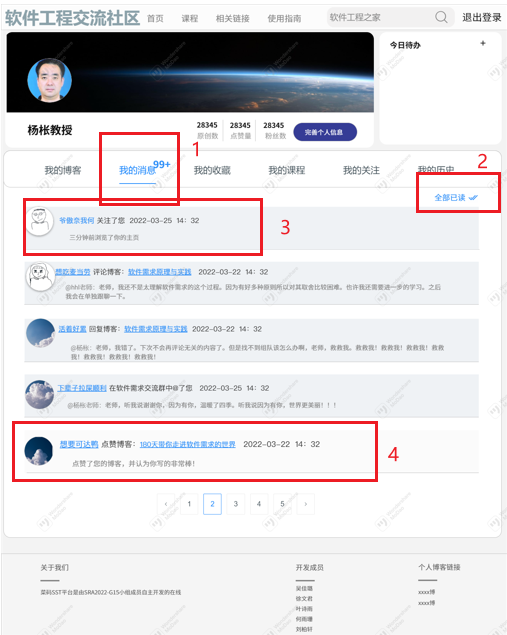 软件工程交流社区 首页 课程 相关链接 使用指南 软件工程之家 退出登录
今日待办 +
杨枨教授
28345 28345 28345
原创数 点赞量 粉丝数
完善个人信息
1
我的博客 我的消息 99+ 我的收藏 我的课程 我的关注 我的历史
2
全部已读
爷傲奈我何 关注了您 2022-03-25 14：32
三分钟前浏览了你的主页
3
想吃麦当劳 评论博客：软件需求原理与实践 2022-03-22 14：32
@hhl老师：老师，我还不是太理解软件需求的这个过程。因为有好多种原则所以对其取舍比较困难。也许我还需要进一步的学习。之后
我会在单独跟聊一下。
活着好累 回复博客：软件需求原理与实践 2022-03-22 14：32
@杨枨：老师，我错了。下次不会再评论无关的内容了。但是找不到组队该怎么办啊，老师，救救我。救救我！救救我！救救我！救救
我！救救我！救救我！救救我！
下辈子拉屎顺利 在软件需求交流群中@了您 2022-03-25 14：32
@杨枨老师：老师，听我说谢谢你，因为有你，温暖了四季。听我说因为有你，世界更美丽！！！
想要可达鸭 点赞博客：180天带你走进软件需求的世界 2022-03-22 14：32
点赞了您的博客，并认为你写的非常棒！
4
‹ 1 2 3 4 5 ›
关于我们 开发成员 个人博客链接
菜科SST平台是由SRA2022-G15小组成员自主开发的在线
吴佳璐 xxxx博
徐文君 xxxx博
叶诗雨
何雨珊
刘柏轩